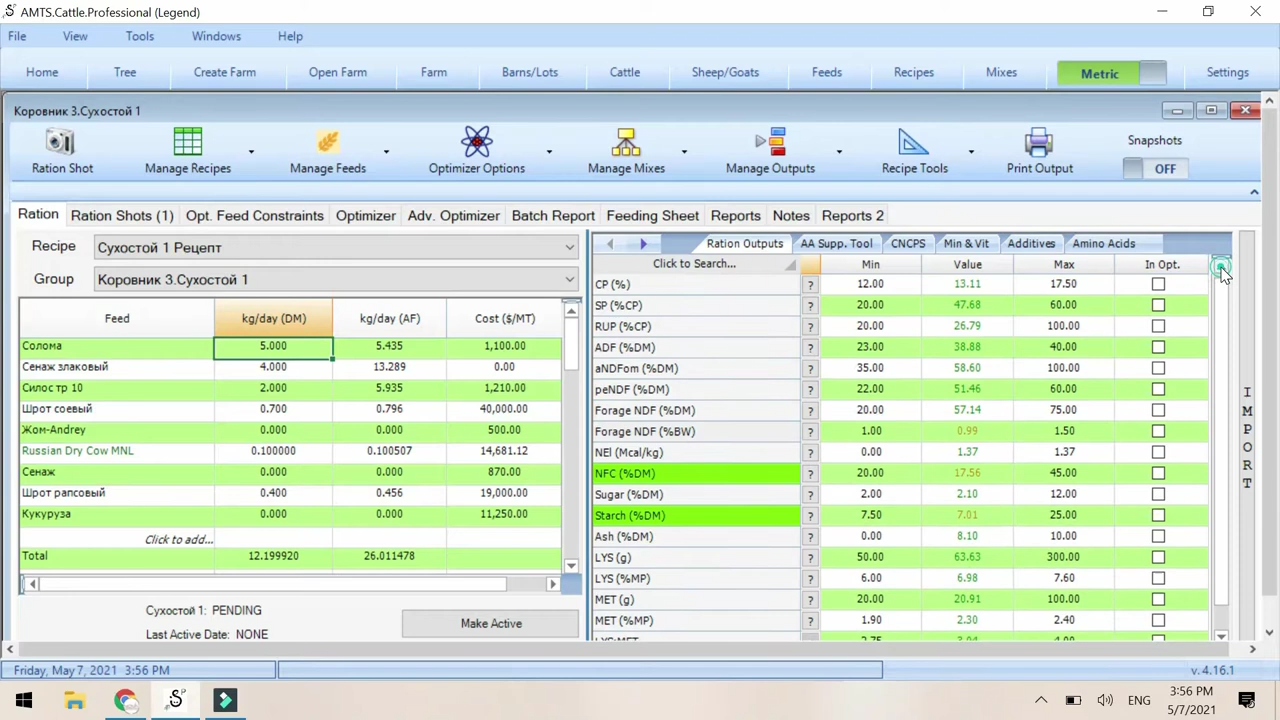 AMTS.Cattle.Professional (Legend)
File View Tools Windows Help
Home Tree Create Farm Open Farm Farm Barns/Lots Cattle Sheep/Goats Feeds Recipes Mixes Metric Settings
Коровник 3.Сухостой 1
Ration Shot Manage Recipes Manage Feeds Optimizer Options Manage Mixes Manage Outputs Recipe Tools Print Output Snapshots OFF
Ration Ration Shots (1) Opt. Feed Constraints Optimizer Adv. Optimizer Batch Report Feeding Sheet Reports Notes Reports 2
Recipe Сухостой 1 Рецепт
Group Коровник 3.Сухостой 1
Feed kg/day (DM) kg/day (AF) Cost ($/MT)
Солома 5.000 5.435 1,100.00
Сенаж злаковый 4.000 13.289 0.00
Силос тр 10 2.000 5.935 1,210.00
Шрот соевый 0.700 0.796 40,000.00
Жом-Andrey 0.000 0.000 500.00
Russian Dry Cow MNL 0.100000 0.100507 14,681.12
Сенаж 0.000 0.000 870.00
Шрот рапсовый 0.400 0.456 19,000.00
Кукуруза 0.000 0.000 11,250.00
Click to add...
Total 12.199920 26.011478
Сухостой 1: PENDING
Last Active Date: NONE
Make Active
Ration Outputs AA Supp. Tool CNCPS Min & Vit Additives Amino Acids
Click to Search... Min Value Max In Opt.
CP (%) ? 12.00 13.11 17.50
SP (%CP) ? 20.00 47.68 60.00
RUP (%CP) ? 20.00 26.79 100.00
ADF (%DM) ? 23.00 38.88 40.00
aNDFom (%DM) ? 35.00 58.60 100.00
peNDF (%DM) ? 22.00 51.46 60.00
Forage NDF (%DM) ? 20.00 57.14 75.00
Forage NDF (%BW) ? 1.00 0.99 1.50
NEl (Mcal/kg) ? 0.00 1.37 1.37
NFC (%DM) ? 20.00 17.56 45.00
Sugar (%DM) ? 2.00 2.10 12.00
Starch (%DM) ? 7.50 7.01 25.00
Ash (%DM) ? 0.00 8.10 10.00
LYS (g) ? 50.00 63.63 300.00
LYS (%MP) ? 6.00 6.98 7.60
MET (g) ? 20.00 20.91 100.00
MET (%MP) ? 1.90 2.30 2.40
IMPORT
Friday, May 7, 2021 3:56 PM
v. 4.16.1
ENG
3:56 PM
5/7/2021